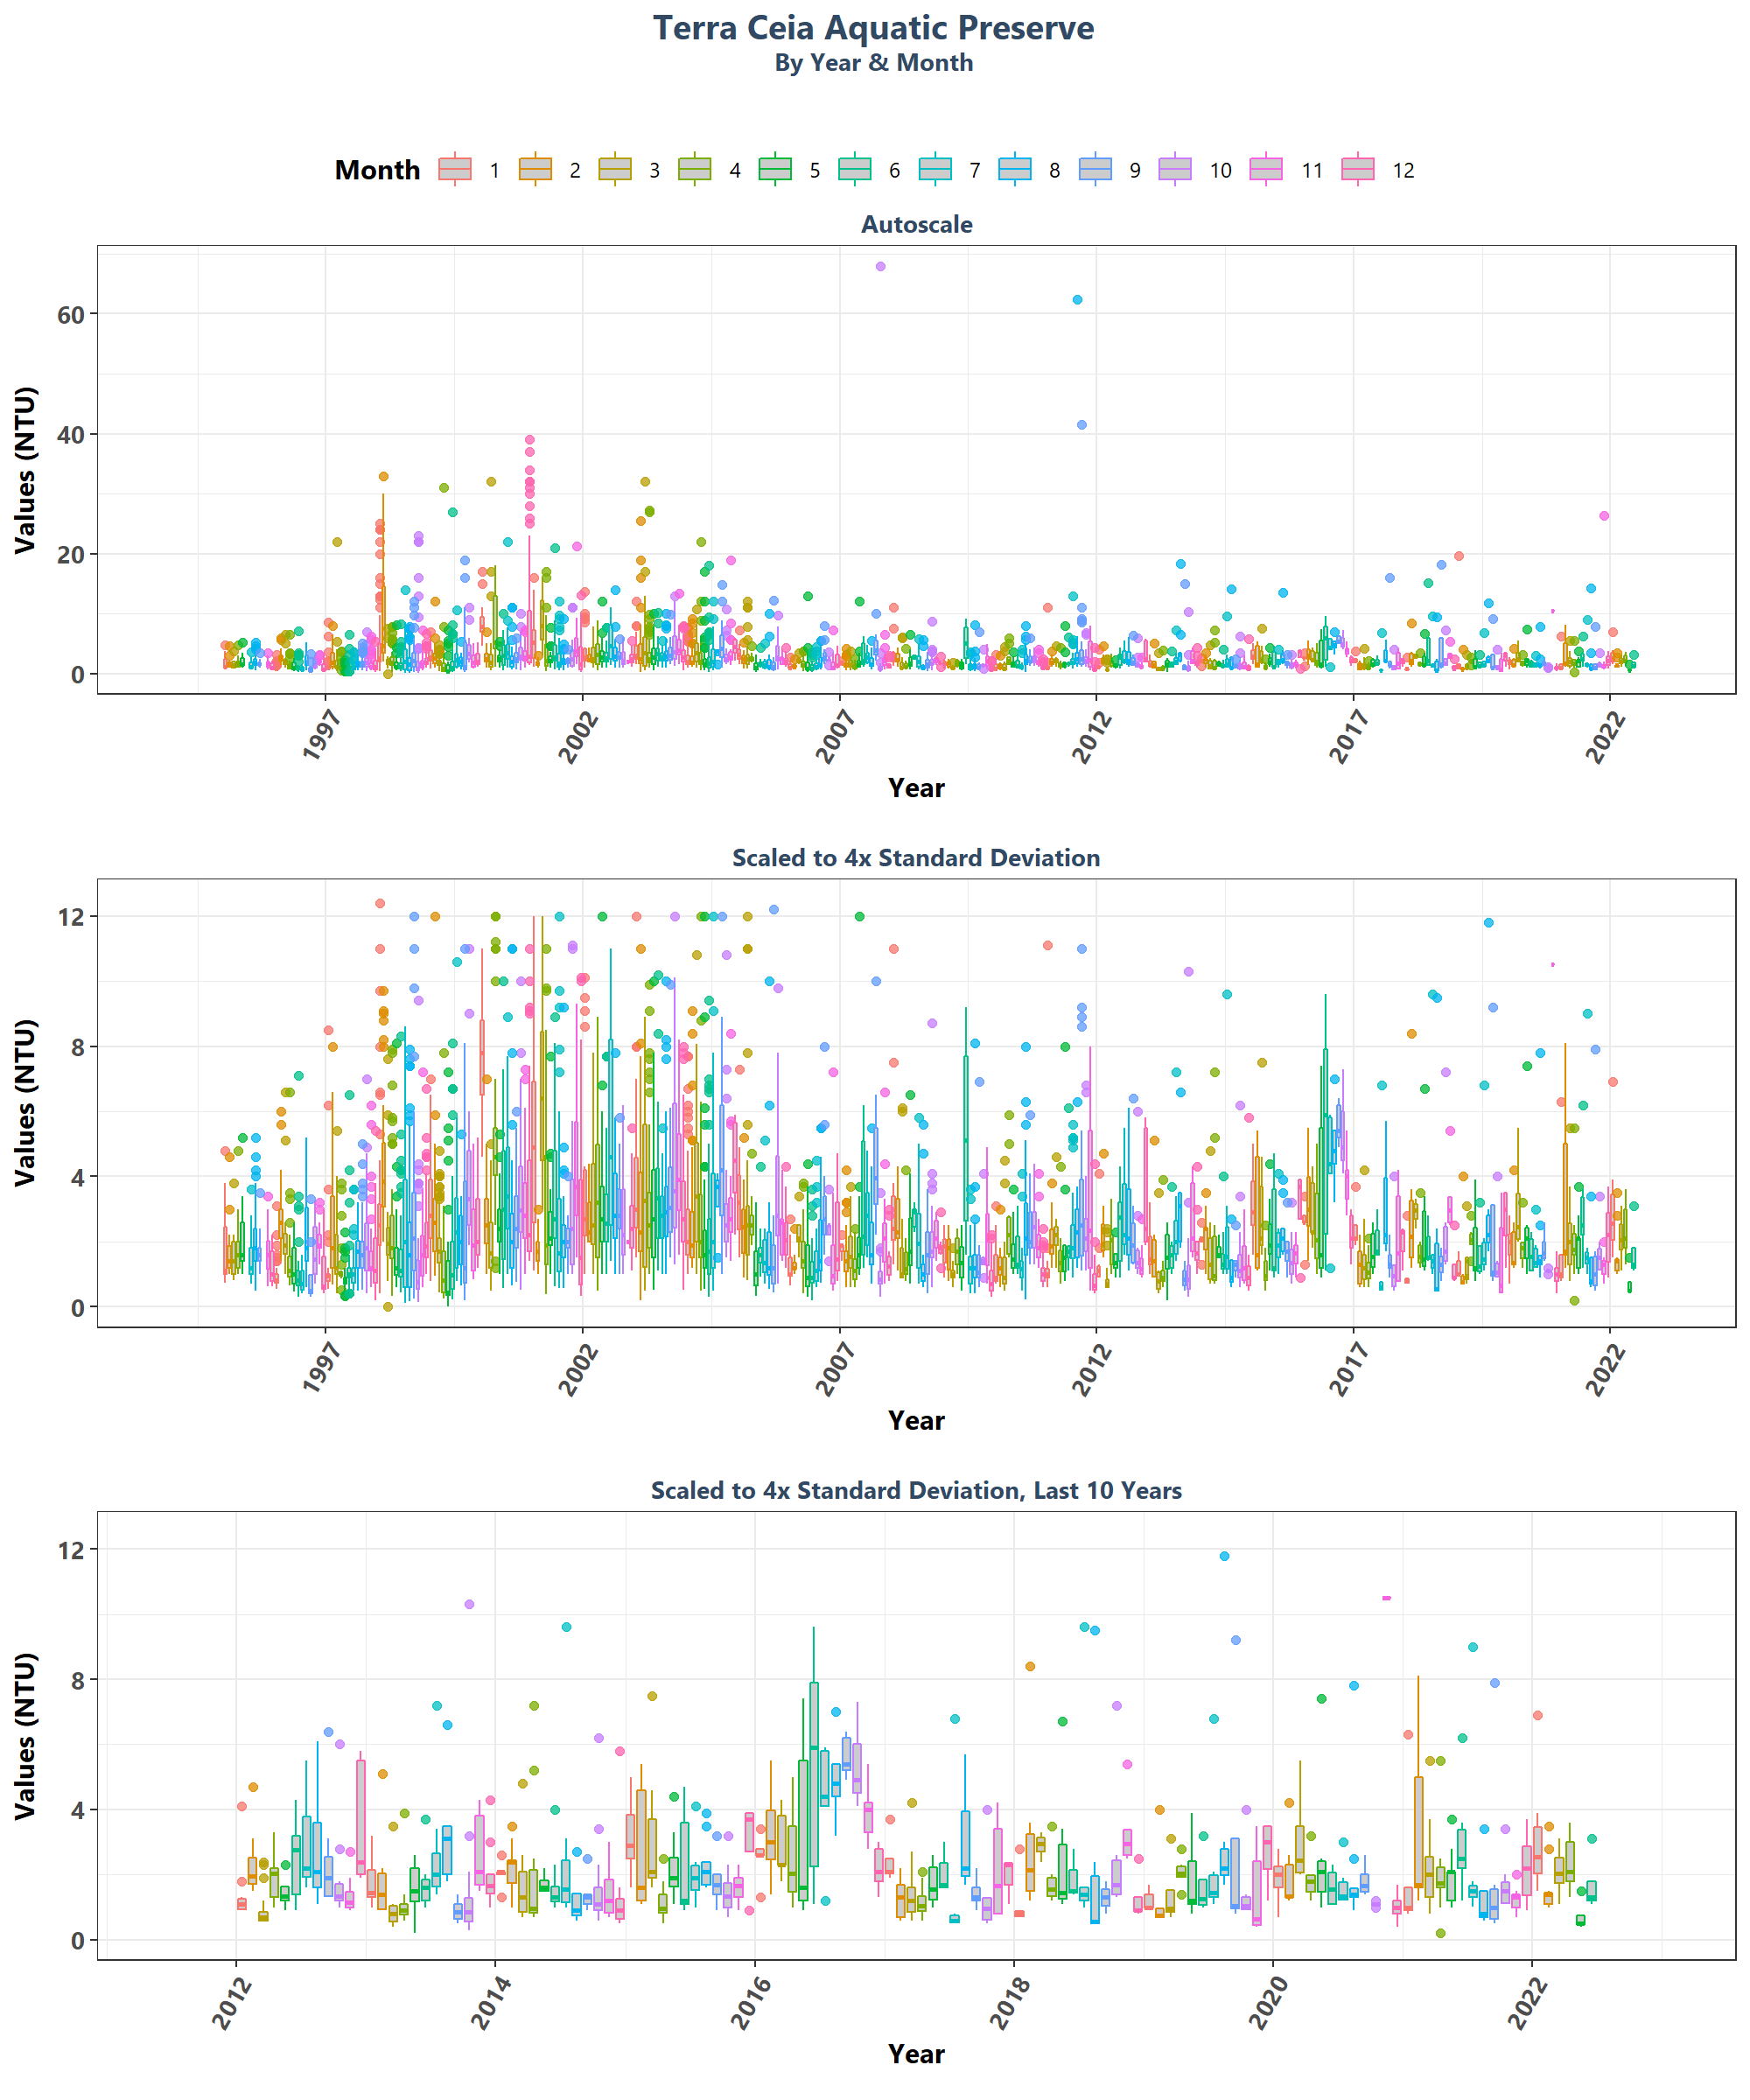 Terra Ceia Aquatic Preserve
By Year & Month
Month 1 2 3 4 5 6 7 8 9 10 11 12
Autoscale
Values (NTU)
60
40
20
0
1997 2002 2007 2012 2017 2022
Year
Scaled to 4x Standard Deviation
Values (NTU)
12
8
4
0
1997 2002 2007 2012 2017 2022
Year
Scaled to 4x Standard Deviation, Last 10 Years
Values (NTU)
12
8
4
0
2012 2014 2016 2018 2020 2022
Year